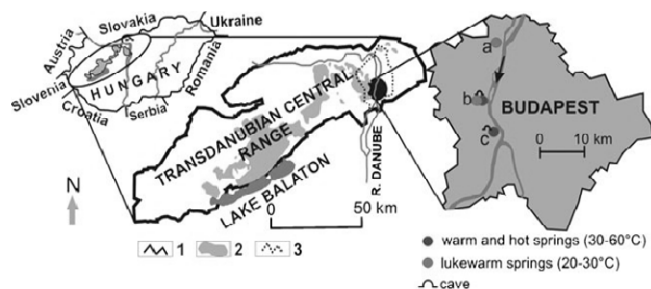 Slovakia
Ukraine
Austria
HUNGARY
Romania
Slovenia
Croatia
Serbia
TRANSDANUBIAN CENTRAL
RANGE
LAKE BALATON
R. DANUBE
N
0 50 km
1 2 3
a
b
c
BUDAPEST
0 10 km
warm and hot springs (30-60°C)
lukewarm springs (20-30°C)
cave